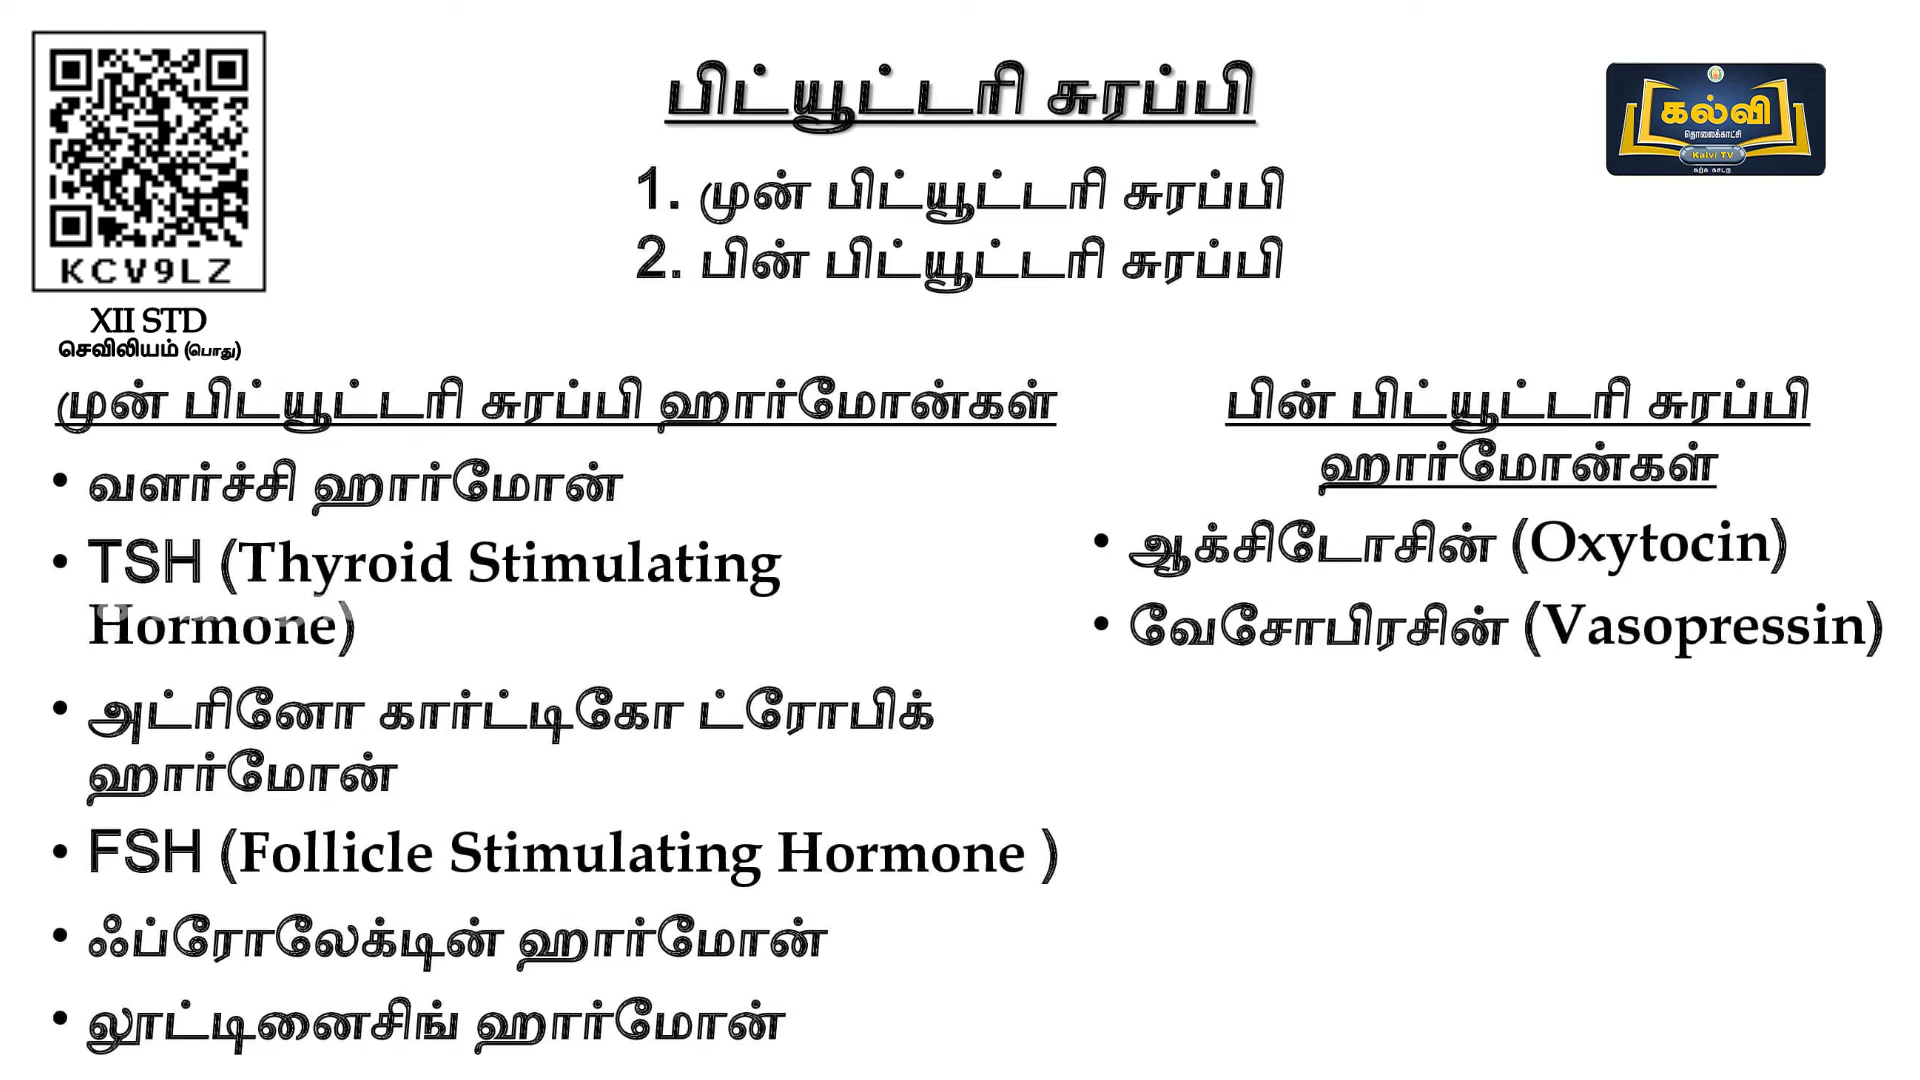 KCV9LZ
XII STD
செவிலியம் (பொது)
பிட்யூட்டரி சுரப்பி
1. முன் பிட்யூட்டரி சுரப்பி
2. பின் பிட்யூட்டரி சுரப்பி
கல்வி
தொலைக்காட்சி
Kalvi TV
முன் பிட்யூட்டரி சுரப்பி ஹார்மோன்கள்
• வளர்ச்சி ஹார்மோன்
• TSH (Thyroid Stimulating
Hormone)
• அட்ரினோ கார்ட்டிகோ ட்ரோபிக்
ஹார்மோன்
• FSH (Follicle Stimulating Hormone )
• ஃப்ரோலேக்டின் ஹார்மோன்
• லூட்டினைசிங் ஹார்மோன்
பின் பிட்யூட்டரி சுரப்பி
ஹார்மோன்கள்
• ஆக்சிடோசின் (Oxytocin)
• வேசோபிரசின் (Vasopressin)